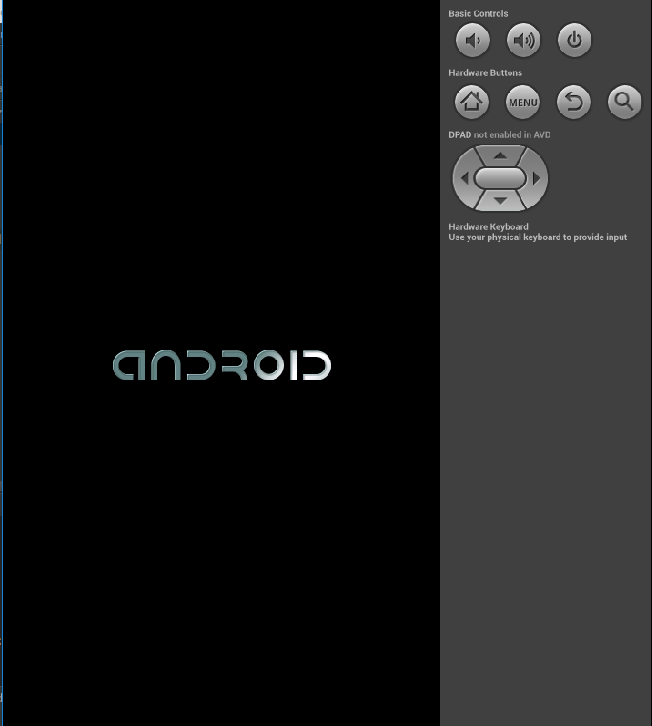 Basic Controls
Hardware Buttons
MENU
DPAD not enabled in AVD
Hardware Keyboard
Use your physical keyboard to provide input
ANDROID